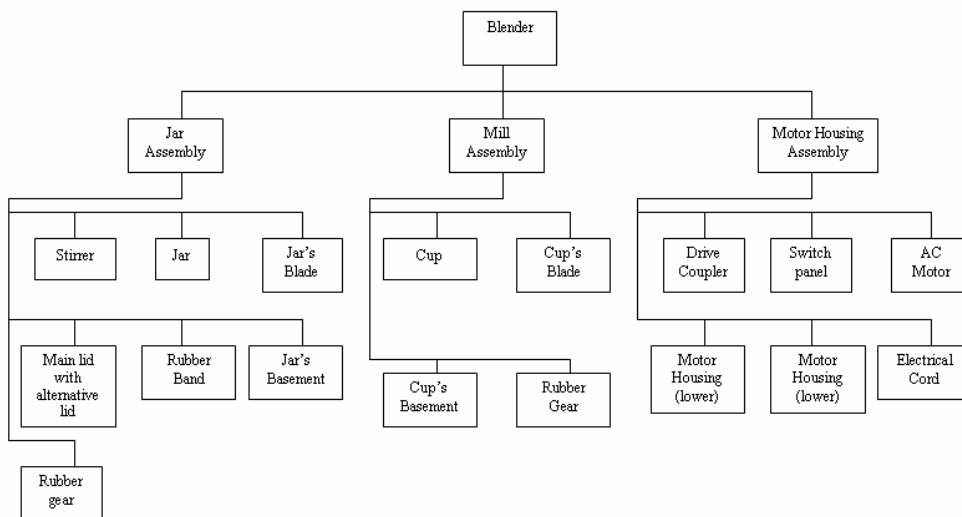 Blender
Jar
Assembly
Mill
Assembly
Motor Housing
Assembly
Stirrer
Jar
Jar's
Blade
Cup
Cup's
Blade
Drive
Coupler
Switch
panel
AC
Motor
Main lid
with
alternative
lid
Rubber
Band
Jar's
Basement
Cup's
Basement
Rubber
Gear
Motor
Housing
(lower)
Motor
Housing
(lower)
Electrical
Cord
Rubber
gear